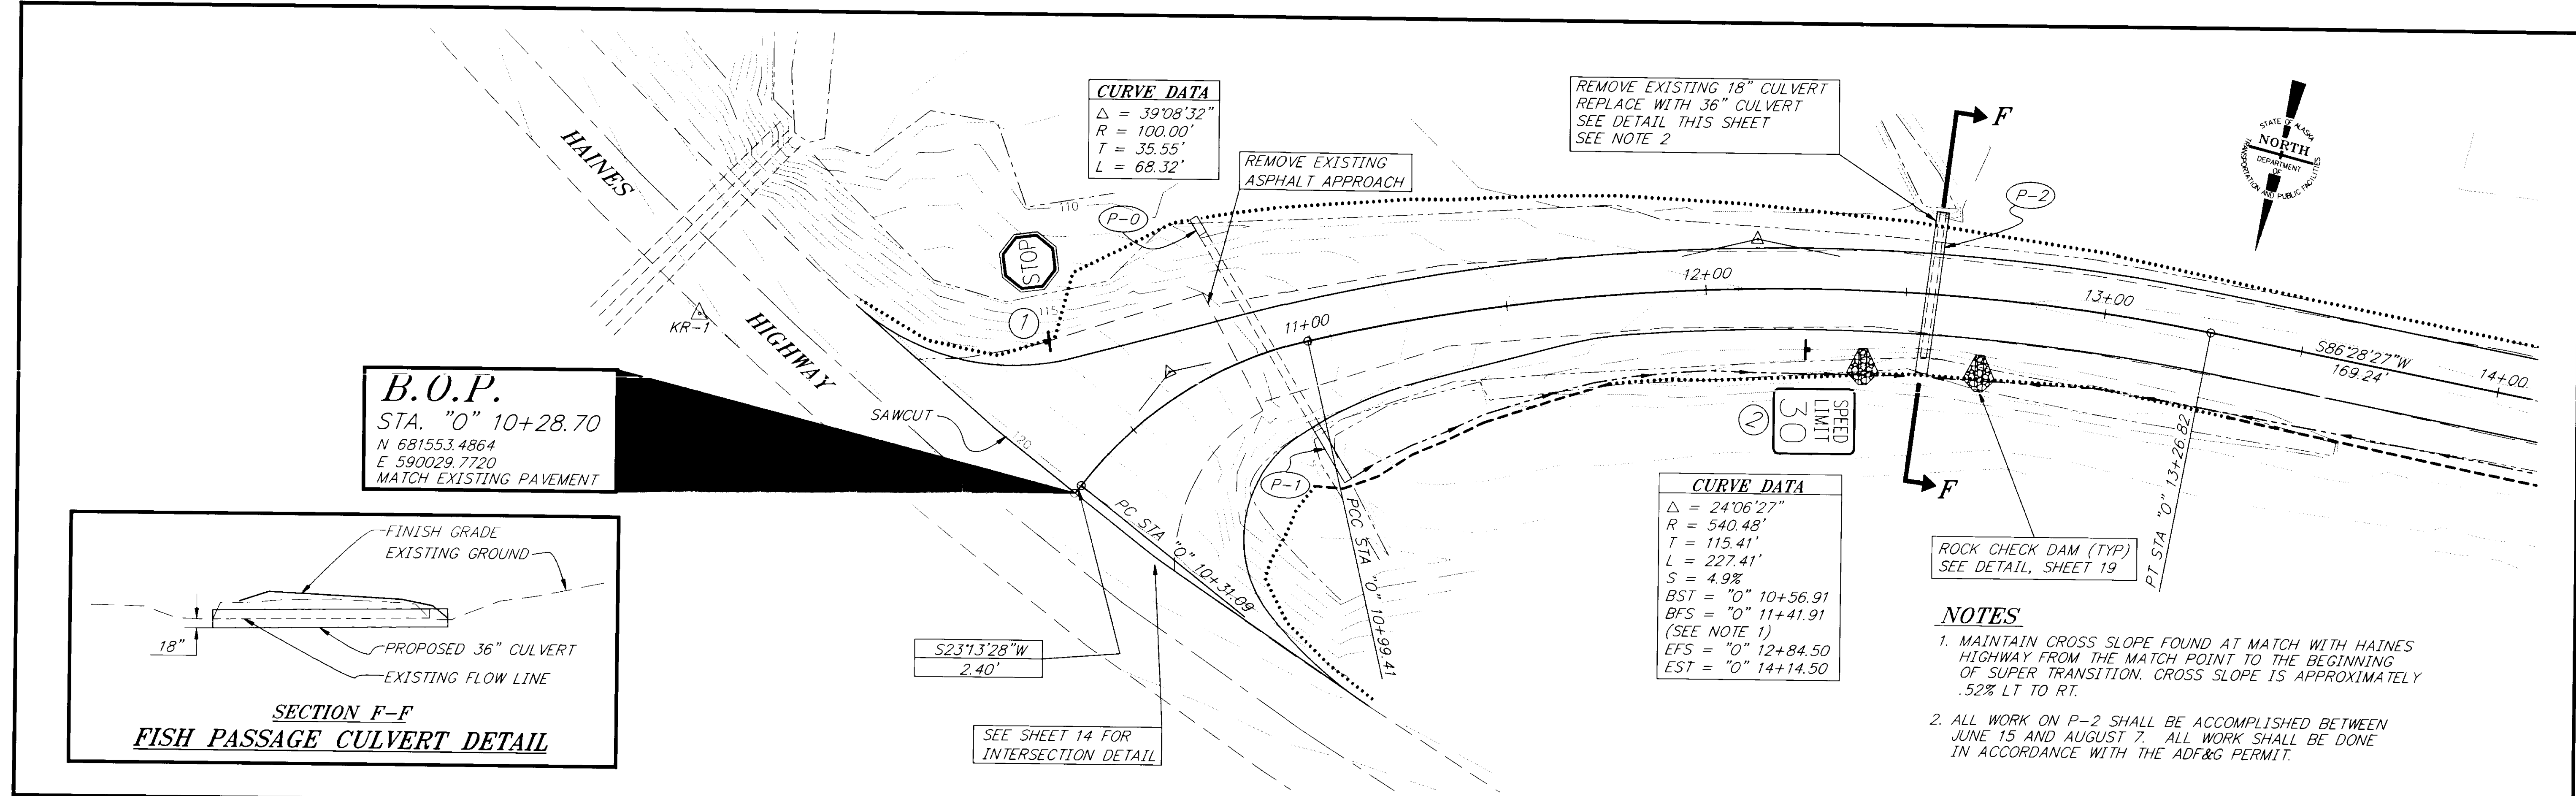 CURVE DATA
△ = 39°08'32"
R = 100.00'
T = 35.55'
L = 68.32'
REMOVE EXISTING 18" CULVERT
REPLACE WITH 36" CULVERT
SEE DETAIL THIS SHEET
SEE NOTE 2
F
STATE OF ALASKA
NORTH
DEPARTMENT
OF
TRANSPORTATION AND PUBLIC FACILITIES
HAINES
HIGHWAY
REMOVE EXISTING
ASPHALT APPROACH
110
P-0
P-2
STOP
1
115
KR-1
11+00
12+00
13+00
14+00
S86°28'27"W
169.24'
B.O.P.
STA. "O" 10+28.70
N 681553.4864
E 590029.7720
MATCH EXISTING PAVEMENT
SAWCUT
120
2
SPEED
LIMIT
30
P-1
F
PC STA "O" 10+31.09
PCC STA "O" 10+99.41
PT STA "O" 13+26.82
CURVE DATA
△ = 24°06'27"
R = 540.48'
T = 115.41'
L = 227.41'
S = 4.9%
BST = "O" 10+56.91
BFS = "O" 11+41.91
(SEE NOTE 1)
EFS = "O" 12+84.50
EST = "O" 14+14.50
ROCK CHECK DAM (TYP)
SEE DETAIL, SHEET 19
FINISH GRADE
EXISTING GROUND
18"
PROPOSED 36" CULVERT
EXISTING FLOW LINE
SECTION F-F
FISH PASSAGE CULVERT DETAIL
S23°13'28"W
2.40'
SEE SHEET 14 FOR
INTERSECTION DETAIL
NOTES
1. MAINTAIN CROSS SLOPE FOUND AT MATCH WITH HAINES
HIGHWAY FROM THE MATCH POINT TO THE BEGINNING
OF SUPER TRANSITION. CROSS SLOPE IS APPROXIMATELY
.52% LT TO RT.
2. ALL WORK ON P-2 SHALL BE ACCOMPLISHED BETWEEN
JUNE 15 AND AUGUST 7. ALL WORK SHALL BE DONE
IN ACCORDANCE WITH THE ADF&G PERMIT.